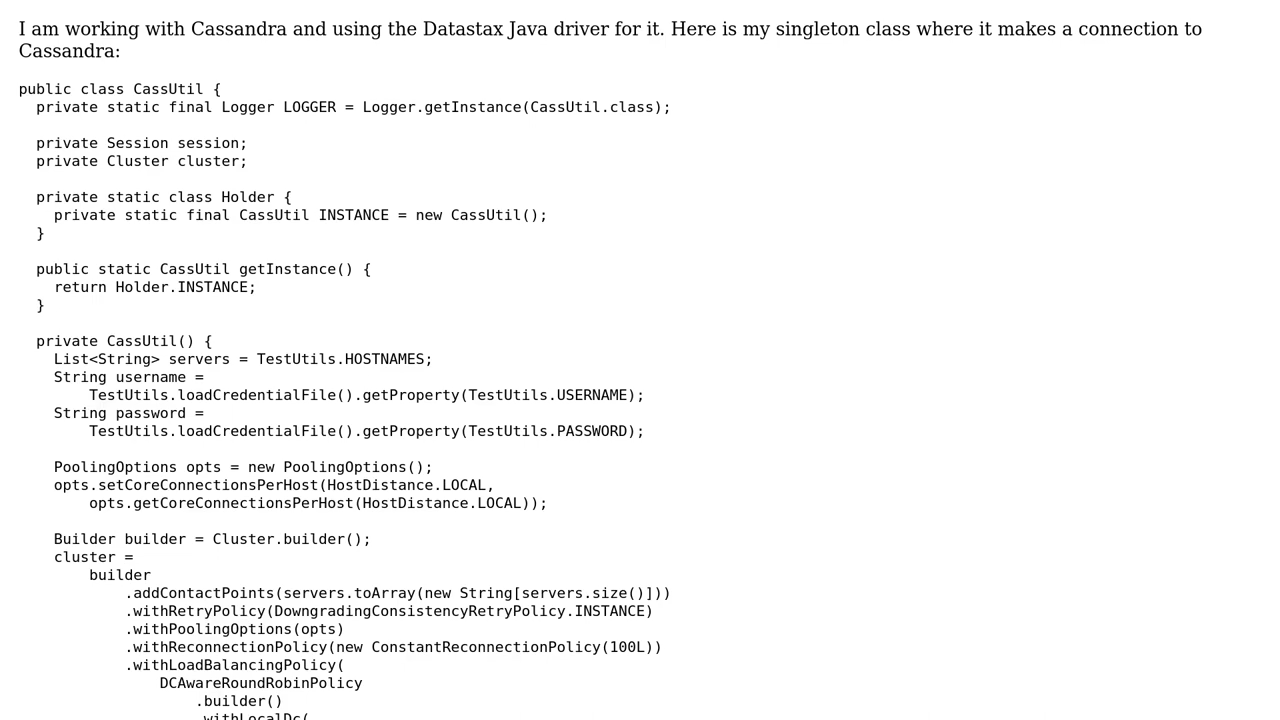 I am working with Cassandra and using the Datastax Java driver for it. Here is my singleton class where it makes a connection to
Cassandra:
public class CassUtil {
  private static final Logger LOGGER = Logger.getInstance(CassUtil.class);

  private Session session;
  private Cluster cluster;

  private static class Holder {
    private static final CassUtil INSTANCE = new CassUtil();
  }

  public static CassUtil getInstance() {
    return Holder.INSTANCE;
  }

  private CassUtil() {
    List<String> servers = TestUtils.HOSTNAMES;
    String username =
        TestUtils.loadCredentialFile().getProperty(TestUtils.USERNAME);
    String password =
        TestUtils.loadCredentialFile().getProperty(TestUtils.PASSWORD);

    PoolingOptions opts = new PoolingOptions();
    opts.setCoreConnectionsPerHost(HostDistance.LOCAL,
        opts.getCoreConnectionsPerHost(HostDistance.LOCAL));

    Builder builder = Cluster.builder();
    cluster =
        builder
            .addContactPoints(servers.toArray(new String[servers.size()]))
            .withRetryPolicy(DowngradingConsistencyRetryPolicy.INSTANCE)
            .withPoolingOptions(opts)
            .withReconnectionPolicy(new ConstantReconnectionPolicy(100L))
            .withLoadBalancingPolicy(
                DCAwareRoundRobinPolicy
                    .builder()
                    .withLocalDc(